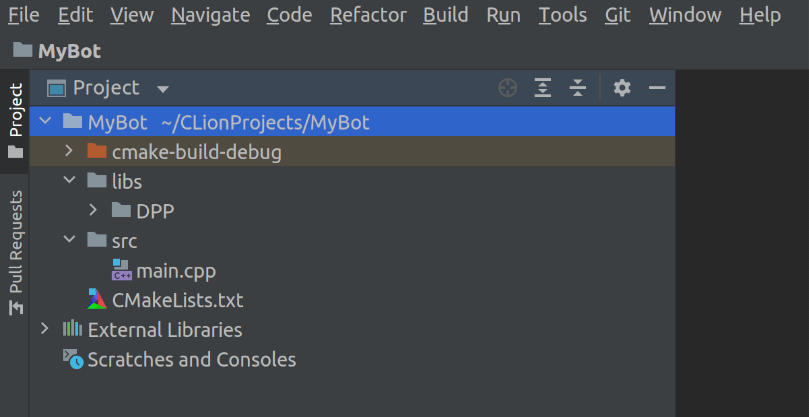 File Edit View Navigate Code Refactor Build Run Tools Git Window Help
MyBot
Project
Project
MyBot ~/CLionProjects/MyBot
cmake-build-debug
libs
DPP
Pull Requests
src
C++
main.cpp
CMakeLists.txt
External Libraries
Scratches and Consoles